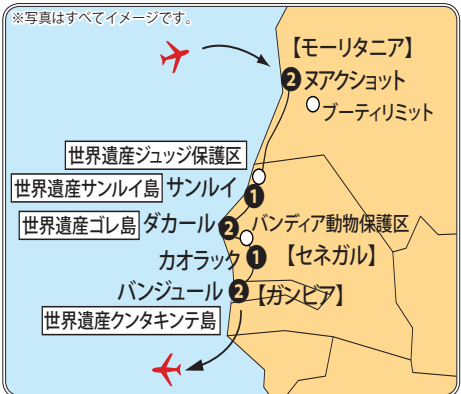 ※写真はすべてイメージです。
【モーリタニア】
2 ヌアクショット
ブーティリミット
世界遺産ジュッジ保護区
世界遺産サンルイ島 サンルイ 1
世界遺産ゴレ島 ダカール 2 バンディア動物保護区
カオラック 1 【セネガル】
バンジュール 2 【ガンビア】
世界遺産クンタキンテ島